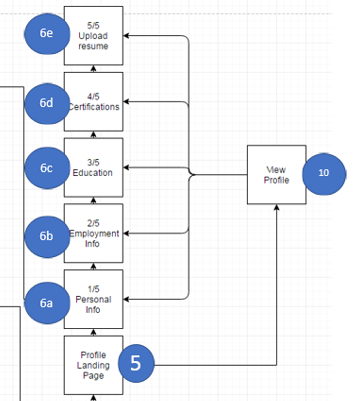 6e
5/5
Upload
resume
6d
4/5
Certifications
6c
3/5
Education
View
Profile
10
6b
2/5
Employment
Info
6a
1/5
Personal
Info
Profile
Landing
Page
5